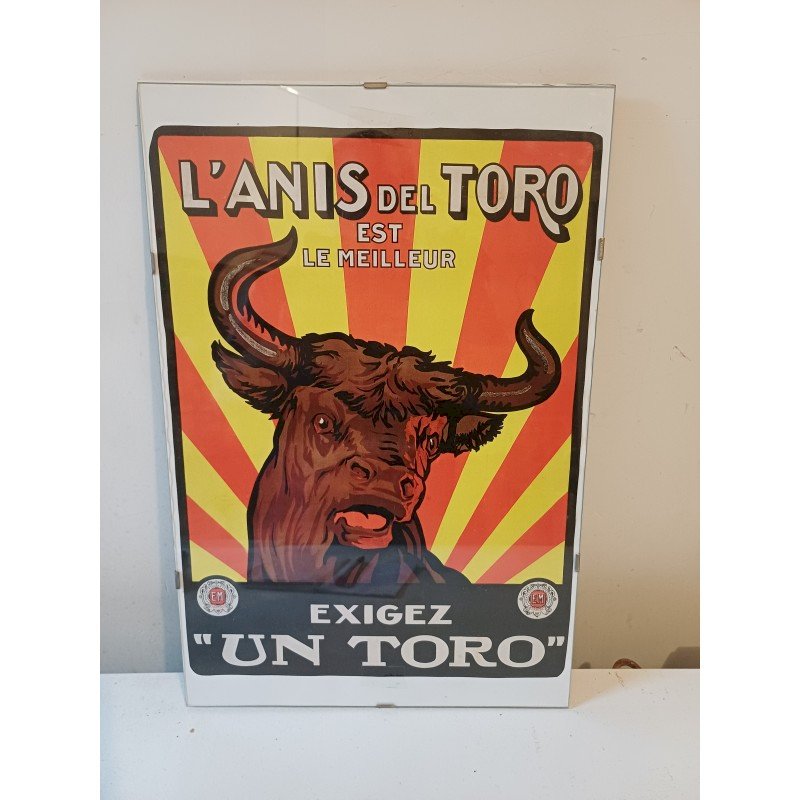 L'ANIS DEL TORO
EST
LE MEILLEUR
EXIGEZ
"UN TORO"